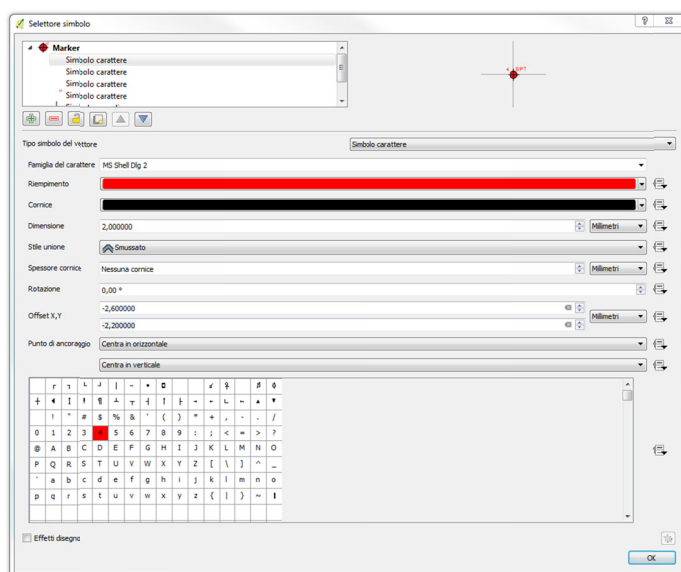 Selettore simbolo
Marker
Simbolo carattere
Simbolo carattere
Simbolo carattere
Simbolo carattere
4 SPT
Tipo simbolo del vettore Simbolo carattere
Famiglia del carattere MS Shell Dlg 2
Riempimento
Cornice
Dimensione 2,000000 Millimetri
Stile unione Smussato
Spessore cornice Nessuna cornice Millimetri
Rotazione 0,00 °
Offset X,Y -2,600000 Millimetri
-2,200000
Punto di ancoraggio Centra in orizzontale
Centra in verticale
! " # $ % & ' ( ) * + , - . /
0 1 2 3 4 5 6 7 8 9 : ; < = > ?
@ A B C D E F G H I J K L M N O
P Q R S T U V W X Y Z [ \ ] ^ _
` a b c d e f g h i j k l m n o
p q r s t u v w x y z { | } ~
Effetti disegno
OK